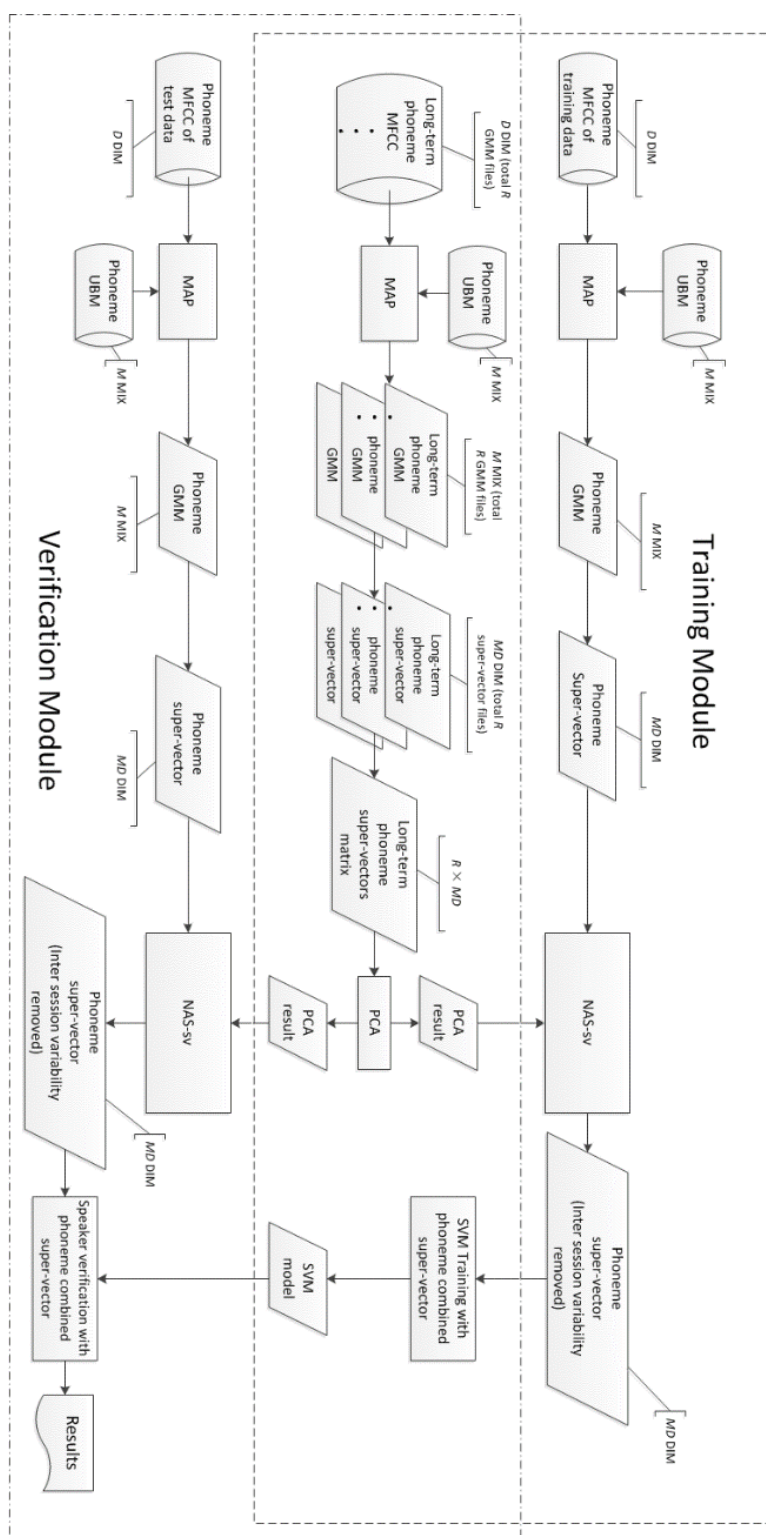 Training Module
Phoneme
MFCC of
training data
D DIM
MAP
Phoneme
UBM
M MIX
Phoneme
GMM
M MIX
Phoneme
Super-vector
MD DIM
NAS-sv
Phoneme
super-vector
(Inter session variability
removed)
MD DIM
Long-term
phoneme
MFCC
D DIM (total R
GMM files)
MAP
Phoneme
UBM
M MIX
Long-term
phoneme
GMM
phoneme
GMM
GMM
M MIX (total
R GMM files)
Long-term
phoneme
super-vector
phoneme
super-vector
super-vector
MD DIM (total R
super-vector files)
Long-term
phoneme
super-vectors
matrix
R × MD
PCA
PCA
result
PCA
result
SVM Training with
phoneme combined
super-vector
SVM
model
Verification Module
Phoneme
MFCC of
test data
D DIM
MAP
Phoneme
UBM
M MIX
Phoneme
GMM
M MIX
Phoneme
super-vector
MD DIM
NAS-sv
Phoneme
super-vector
(Inter session variability
removed)
MD DIM
Speaker verification with
phoneme combined
super-vector
Results